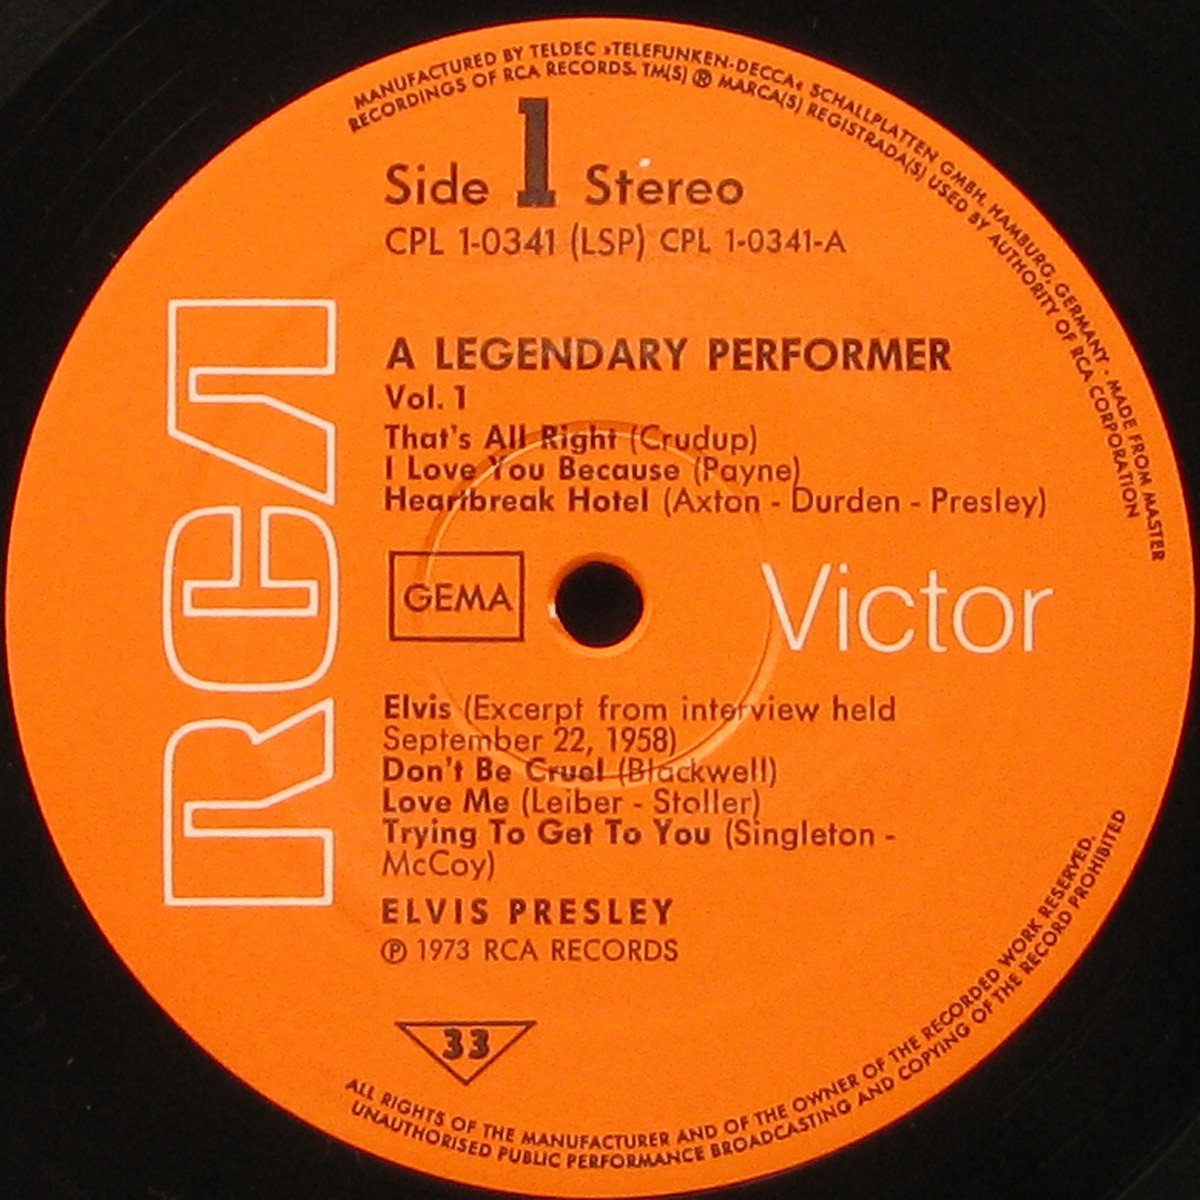 MANUFACTURED BY TELDEC »TELEFUNKEN-DECCA« SCHALLPLATTEN GMBH, HAMBURG, GERMANY · MADE FROM MASTER
RECORDINGS OF RCA RECORDS. TM(S) ® MARCA(S) REGISTRADA(S) USED BY AUTHORITY OF RCA CORPORATION
Side 1 Stereo
CPL 1-0341 (LSP) CPL 1-0341-A
A LEGENDARY PERFORMER
Vol. 1
That's All Right (Crudup)
I Love You Because (Payne)
Heartbreak Hotel (Axton - Durden - Presley)
RCA
GEMA
Victor
Elvis (Excerpt from interview held
September 22, 1958)
Don't Be Cruel (Blackwell)
Love Me (Leiber - Stoller)
Trying To Get To You (Singleton -
McCoy)
ELVIS PRESLEY
℗ 1973 RCA RECORDS
33
ALL RIGHTS OF THE MANUFACTURER AND OF THE OWNER OF THE RECORDED WORK RESERVED.
UNAUTHORISED PUBLIC PERFORMANCE BROADCASTING AND COPYING OF THE RECORD PROHIBITED